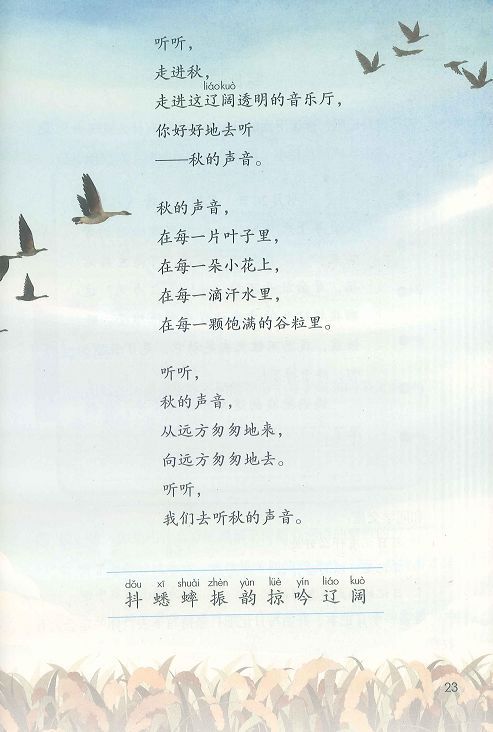 听听，
走进秋，
liáo kuò
走进这辽阔透明的音乐厅，
你好好地去听
——秋的声音。
秋的声音，
在每一片叶子里，
在每一朵小花上，
在每一滴汗水里，
在每一颗饱满的谷粒里。
听听，
秋的声音，
从远方匆匆地来，
向远方匆匆地去。
听听，
我们去听秋的声音。
dǒu xī shuài zhèn yùn lüè yín liáo kuò
抖 蟋 蟀 振 韵 掠 吟 辽 阔
23